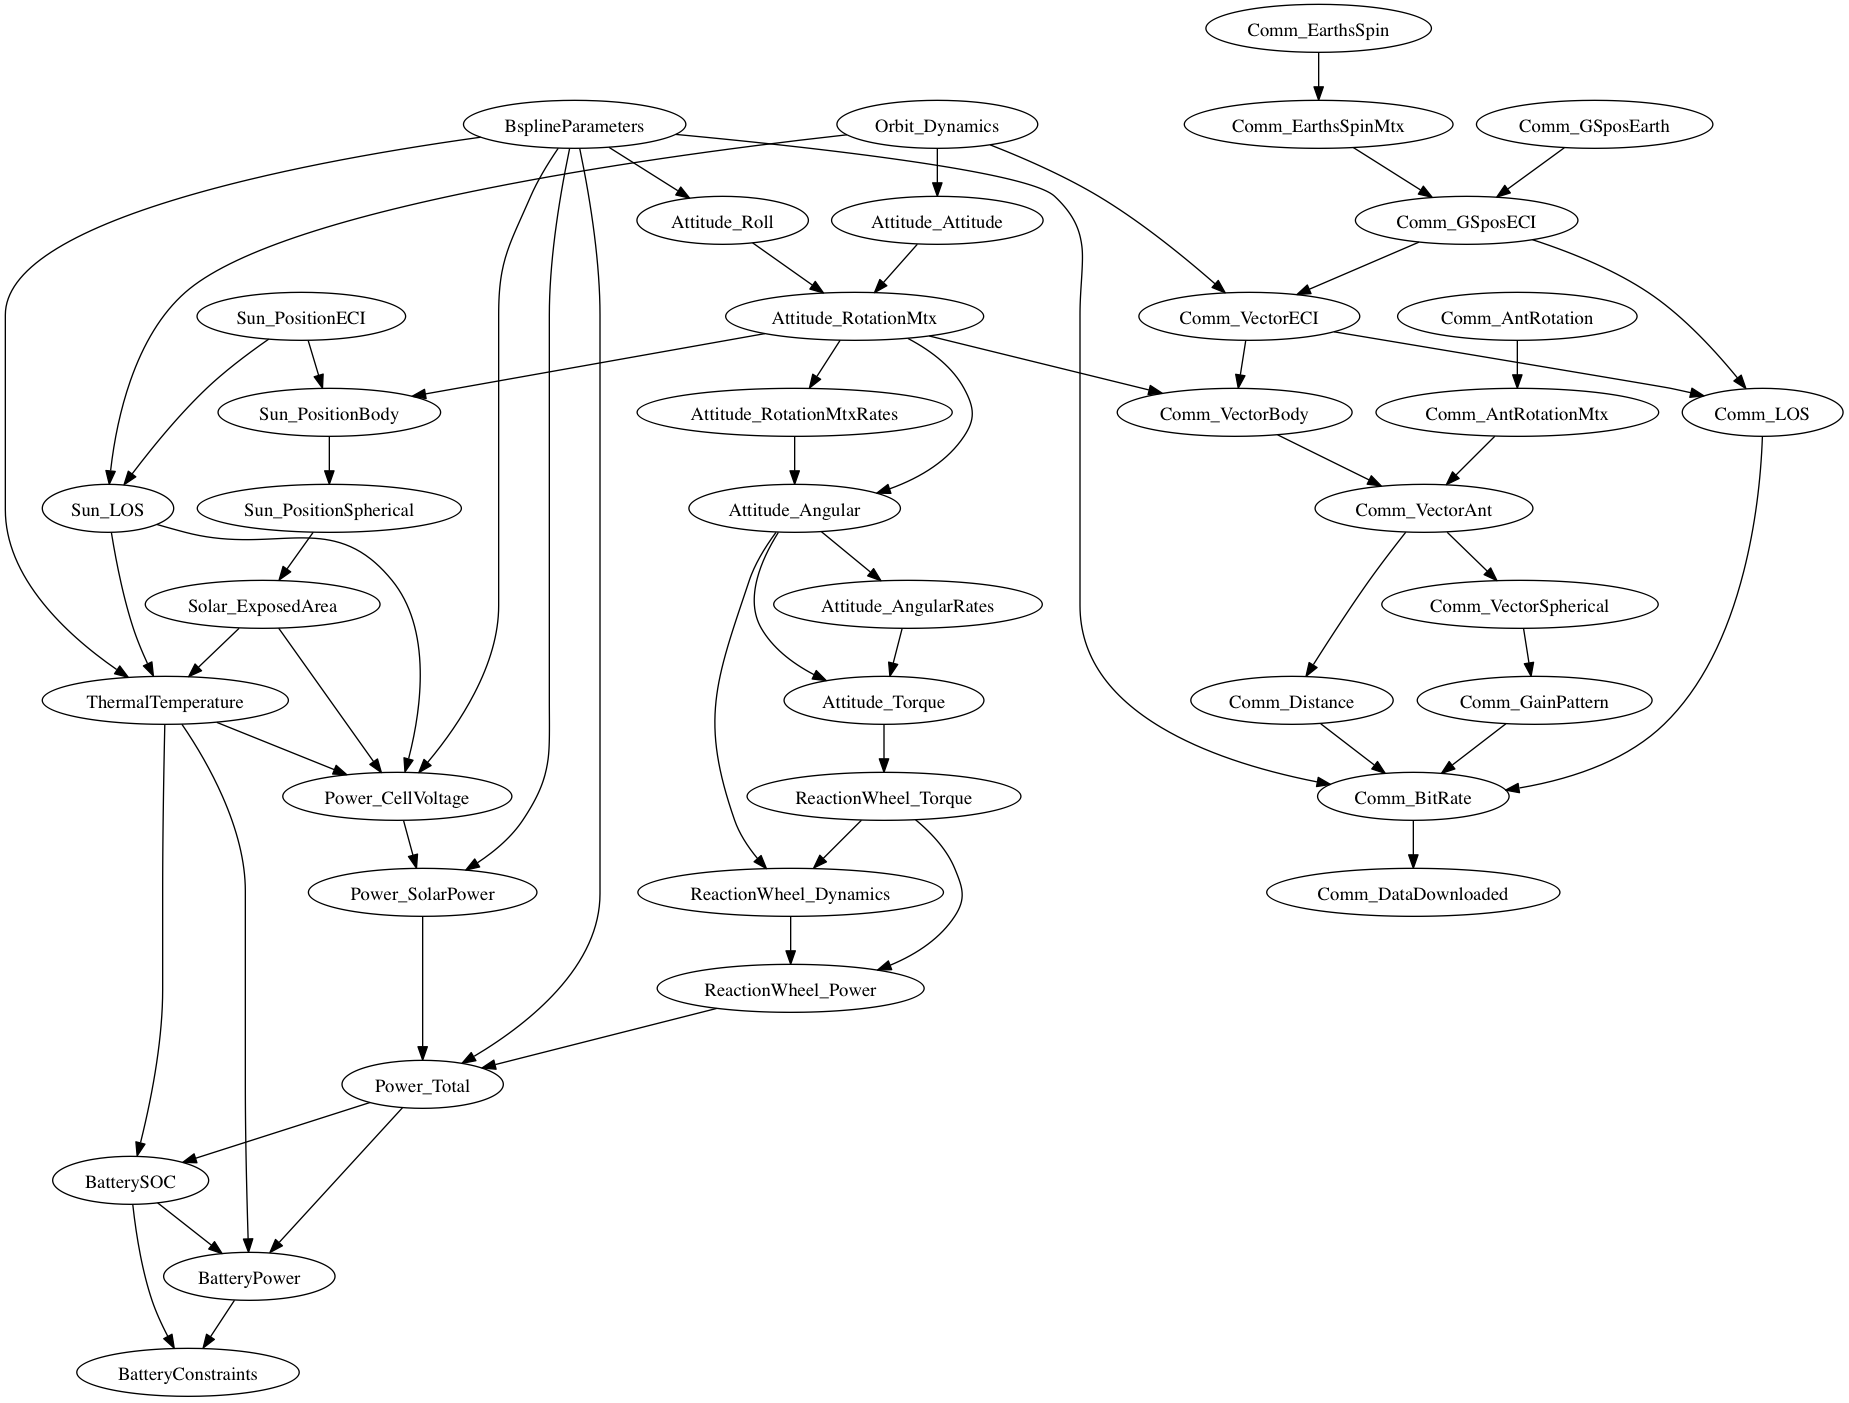 Comm_EarthsSpin
BsplineParameters
Orbit_Dynamics
Comm_EarthsSpinMtx
Comm_GSposEarth
Attitude_Roll
Attitude_Attitude
Comm_GSposECI
Sun_PositionECI
Attitude_RotationMtx
Comm_VectorECI
Comm_AntRotation
Sun_PositionBody
Attitude_RotationMtxRates
Comm_VectorBody
Comm_AntRotationMtx
Comm_LOS
Sun_LOS
Sun_PositionSpherical
Attitude_Angular
Comm_VectorAnt
Solar_ExposedArea
Attitude_AngularRates
Comm_VectorSpherical
ThermalTemperature
Attitude_Torque
Comm_Distance
Comm_GainPattern
Power_CellVoltage
ReactionWheel_Torque
Comm_BitRate
Power_SolarPower
ReactionWheel_Dynamics
Comm_DataDownloaded
ReactionWheel_Power
Power_Total
BatterySOC
BatteryPower
BatteryConstraints